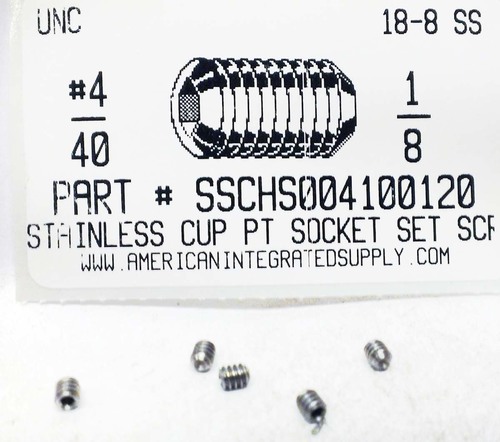 UNC 18-8 SS
#4 1
40 8
PART # SSCHS004100120
STAINLESS CUP PT SOCKET SET SCR
WWW.AMERICANINTEGRATEDSUPPLY.COM